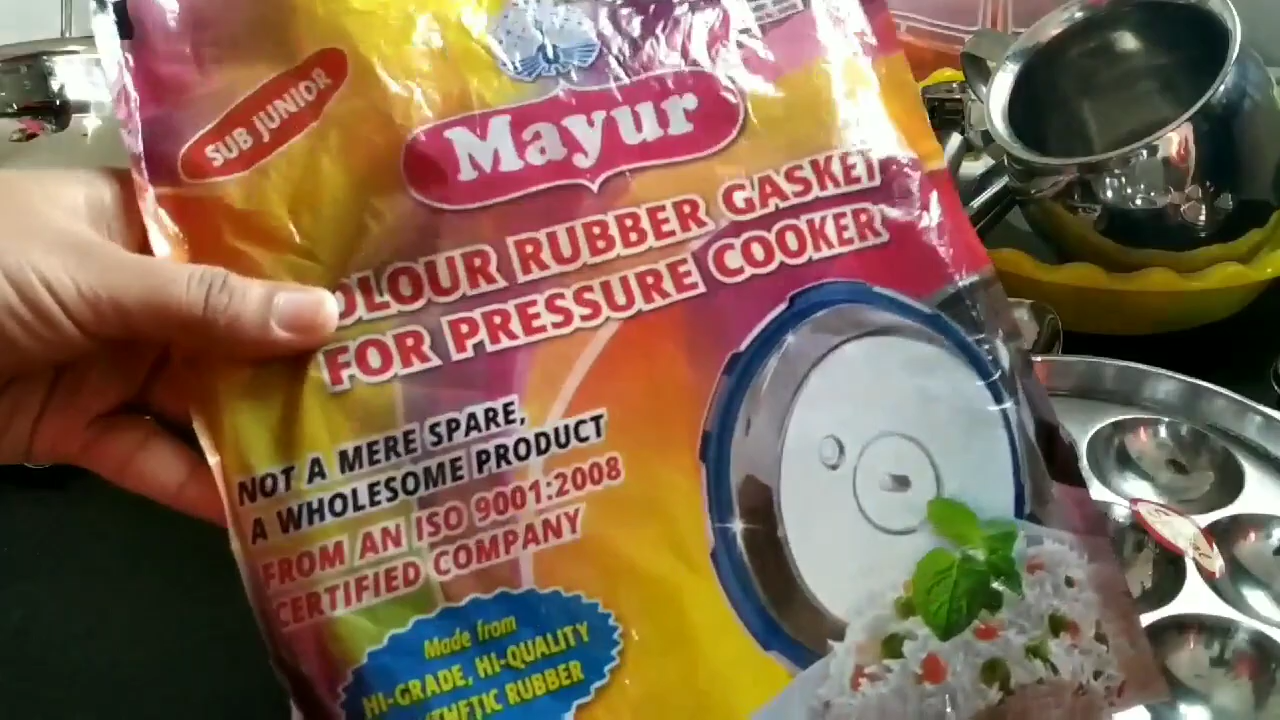 SUB JUNIOR
Mayur
OLOUR RUBBER GASKET
FOR PRESSURE COOKER
NOT A MERE SPARE,
A WHOLESOME PRODUCT
FROM AN ISO 9001:2008
CERTIFIED COMPANY
Made from
HI-GRADE, HI-QUALITY
RUBBER